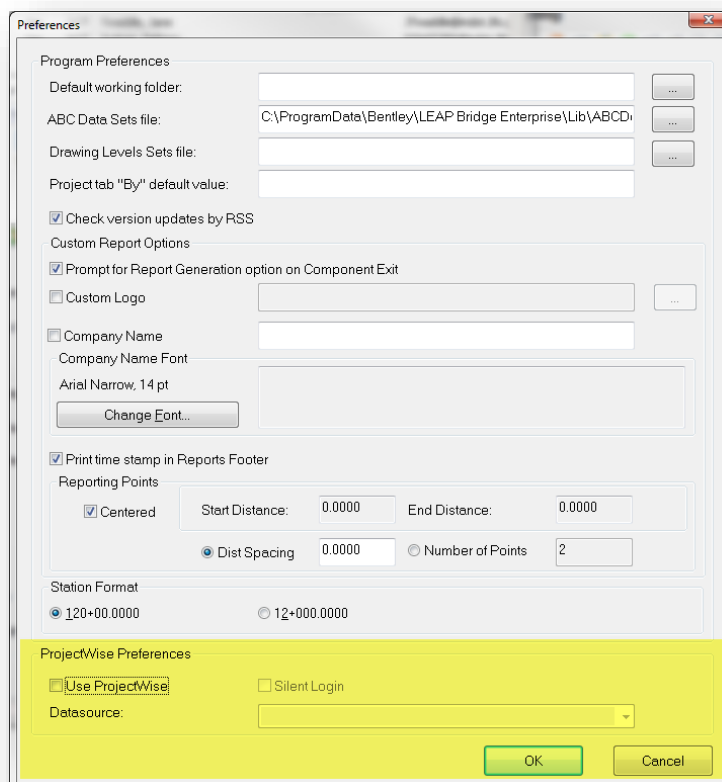 Preferences
Program Preferences
Default working folder:
...
ABC Data Sets file:
C:\ProgramData\Bentley\LEAP Bridge Enterprise\Lib\ABCD
...
Drawing Levels Sets file:
...
Project tab "By" default value:
Check version updates by RSS
Custom Report Options
Prompt for Report Generation option on Component Exit
Custom Logo
...
Company Name
Company Name Font
Arial Narrow, 14 pt
Change Font...
Print time stamp in Reports Footer
Reporting Points
Centered
Start Distance: 0.0000 End Distance: 0.0000
Dist Spacing 0.0000 Number of Points 2
Station Format
120+00.0000 12+000.0000
ProjectWise Preferences
Use ProjectWise Silent Login
Datasource:
OK Cancel